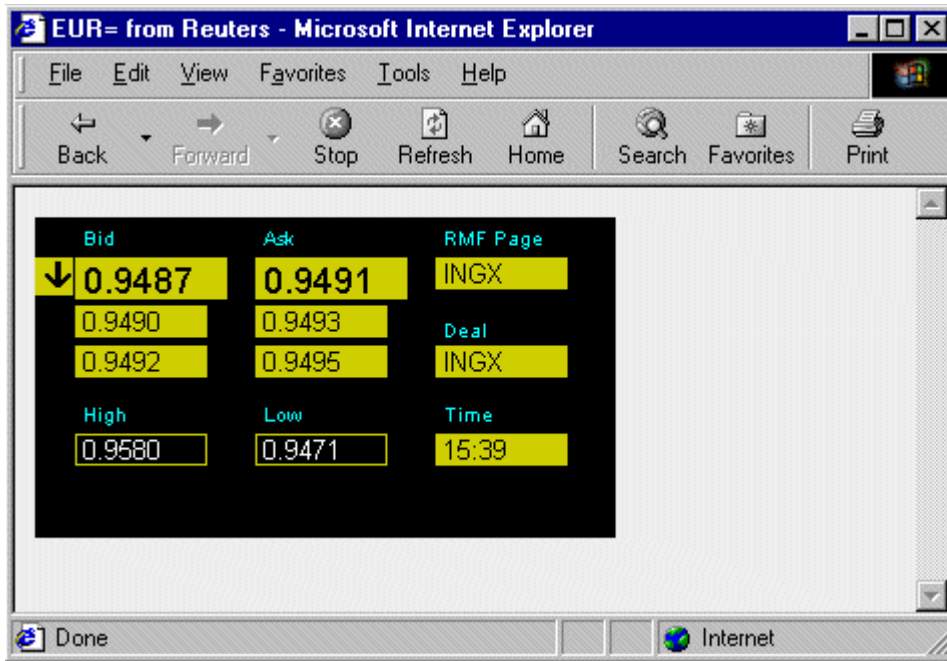 EUR= from Reuters - Microsoft Internet Explorer
File Edit View Favorites Tools Help
Back Forward Stop Refresh Home Search Favorites Print
Bid Ask RMF Page
0.9487 0.9491 INGX
0.9490 0.9493
Deal
0.9492 0.9495 INGX
High Low Time
0.9580 0.9471 15:39
Done Internet